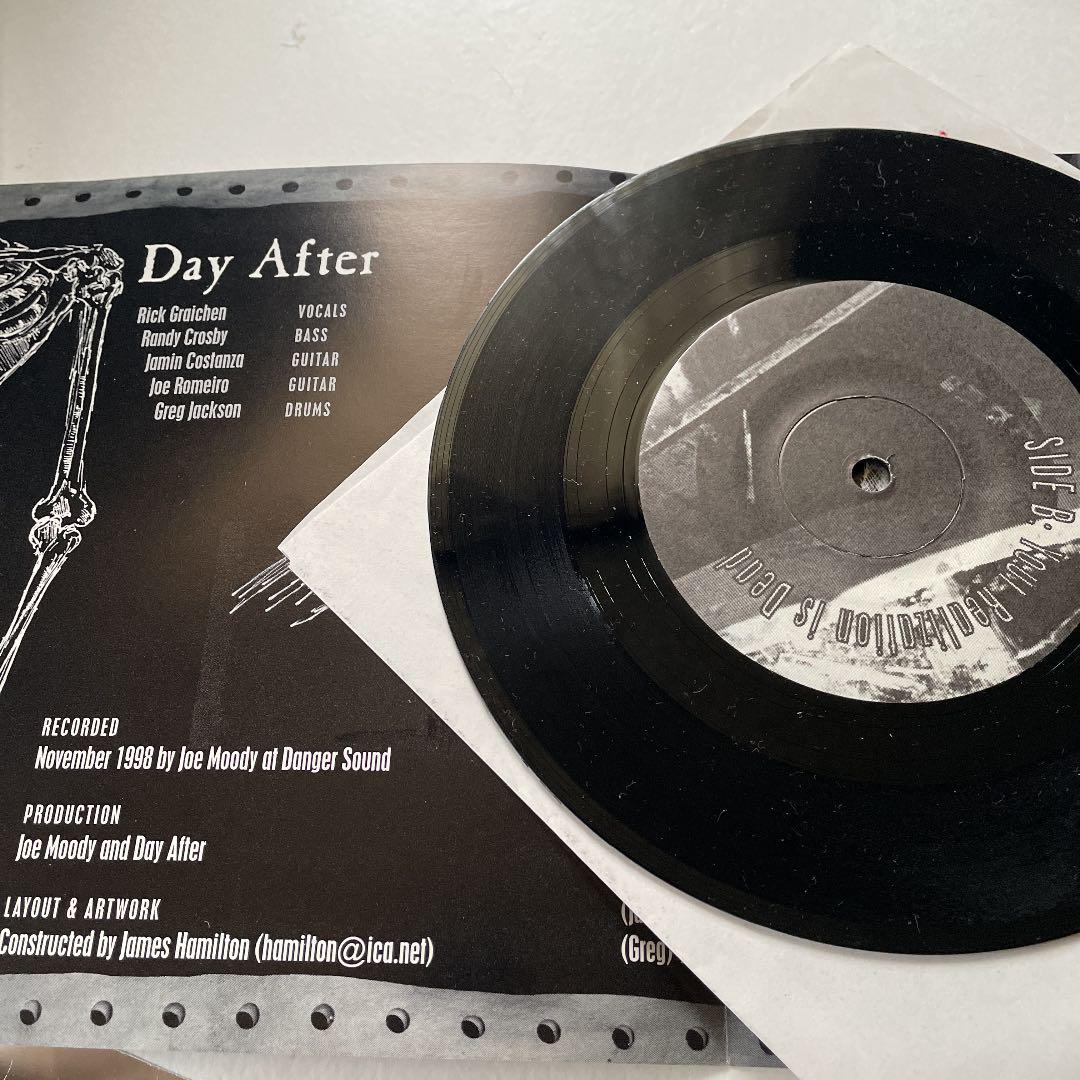 Day After
Rick Graichen VOCALS
Randy Crosby BASS
Jamin Costanza GUITAR
Joe Romeiro GUITAR
Greg Jackson DRUMS
RECORDED
November 1998 by Joe Moody at Danger Sound
PRODUCTION
Joe Moody and Day After
LAYOUT & ARTWORK
Constructed by James Hamilton (hamilton@ica.net)
(Greg)
SIDE B. Your Realization is Dead